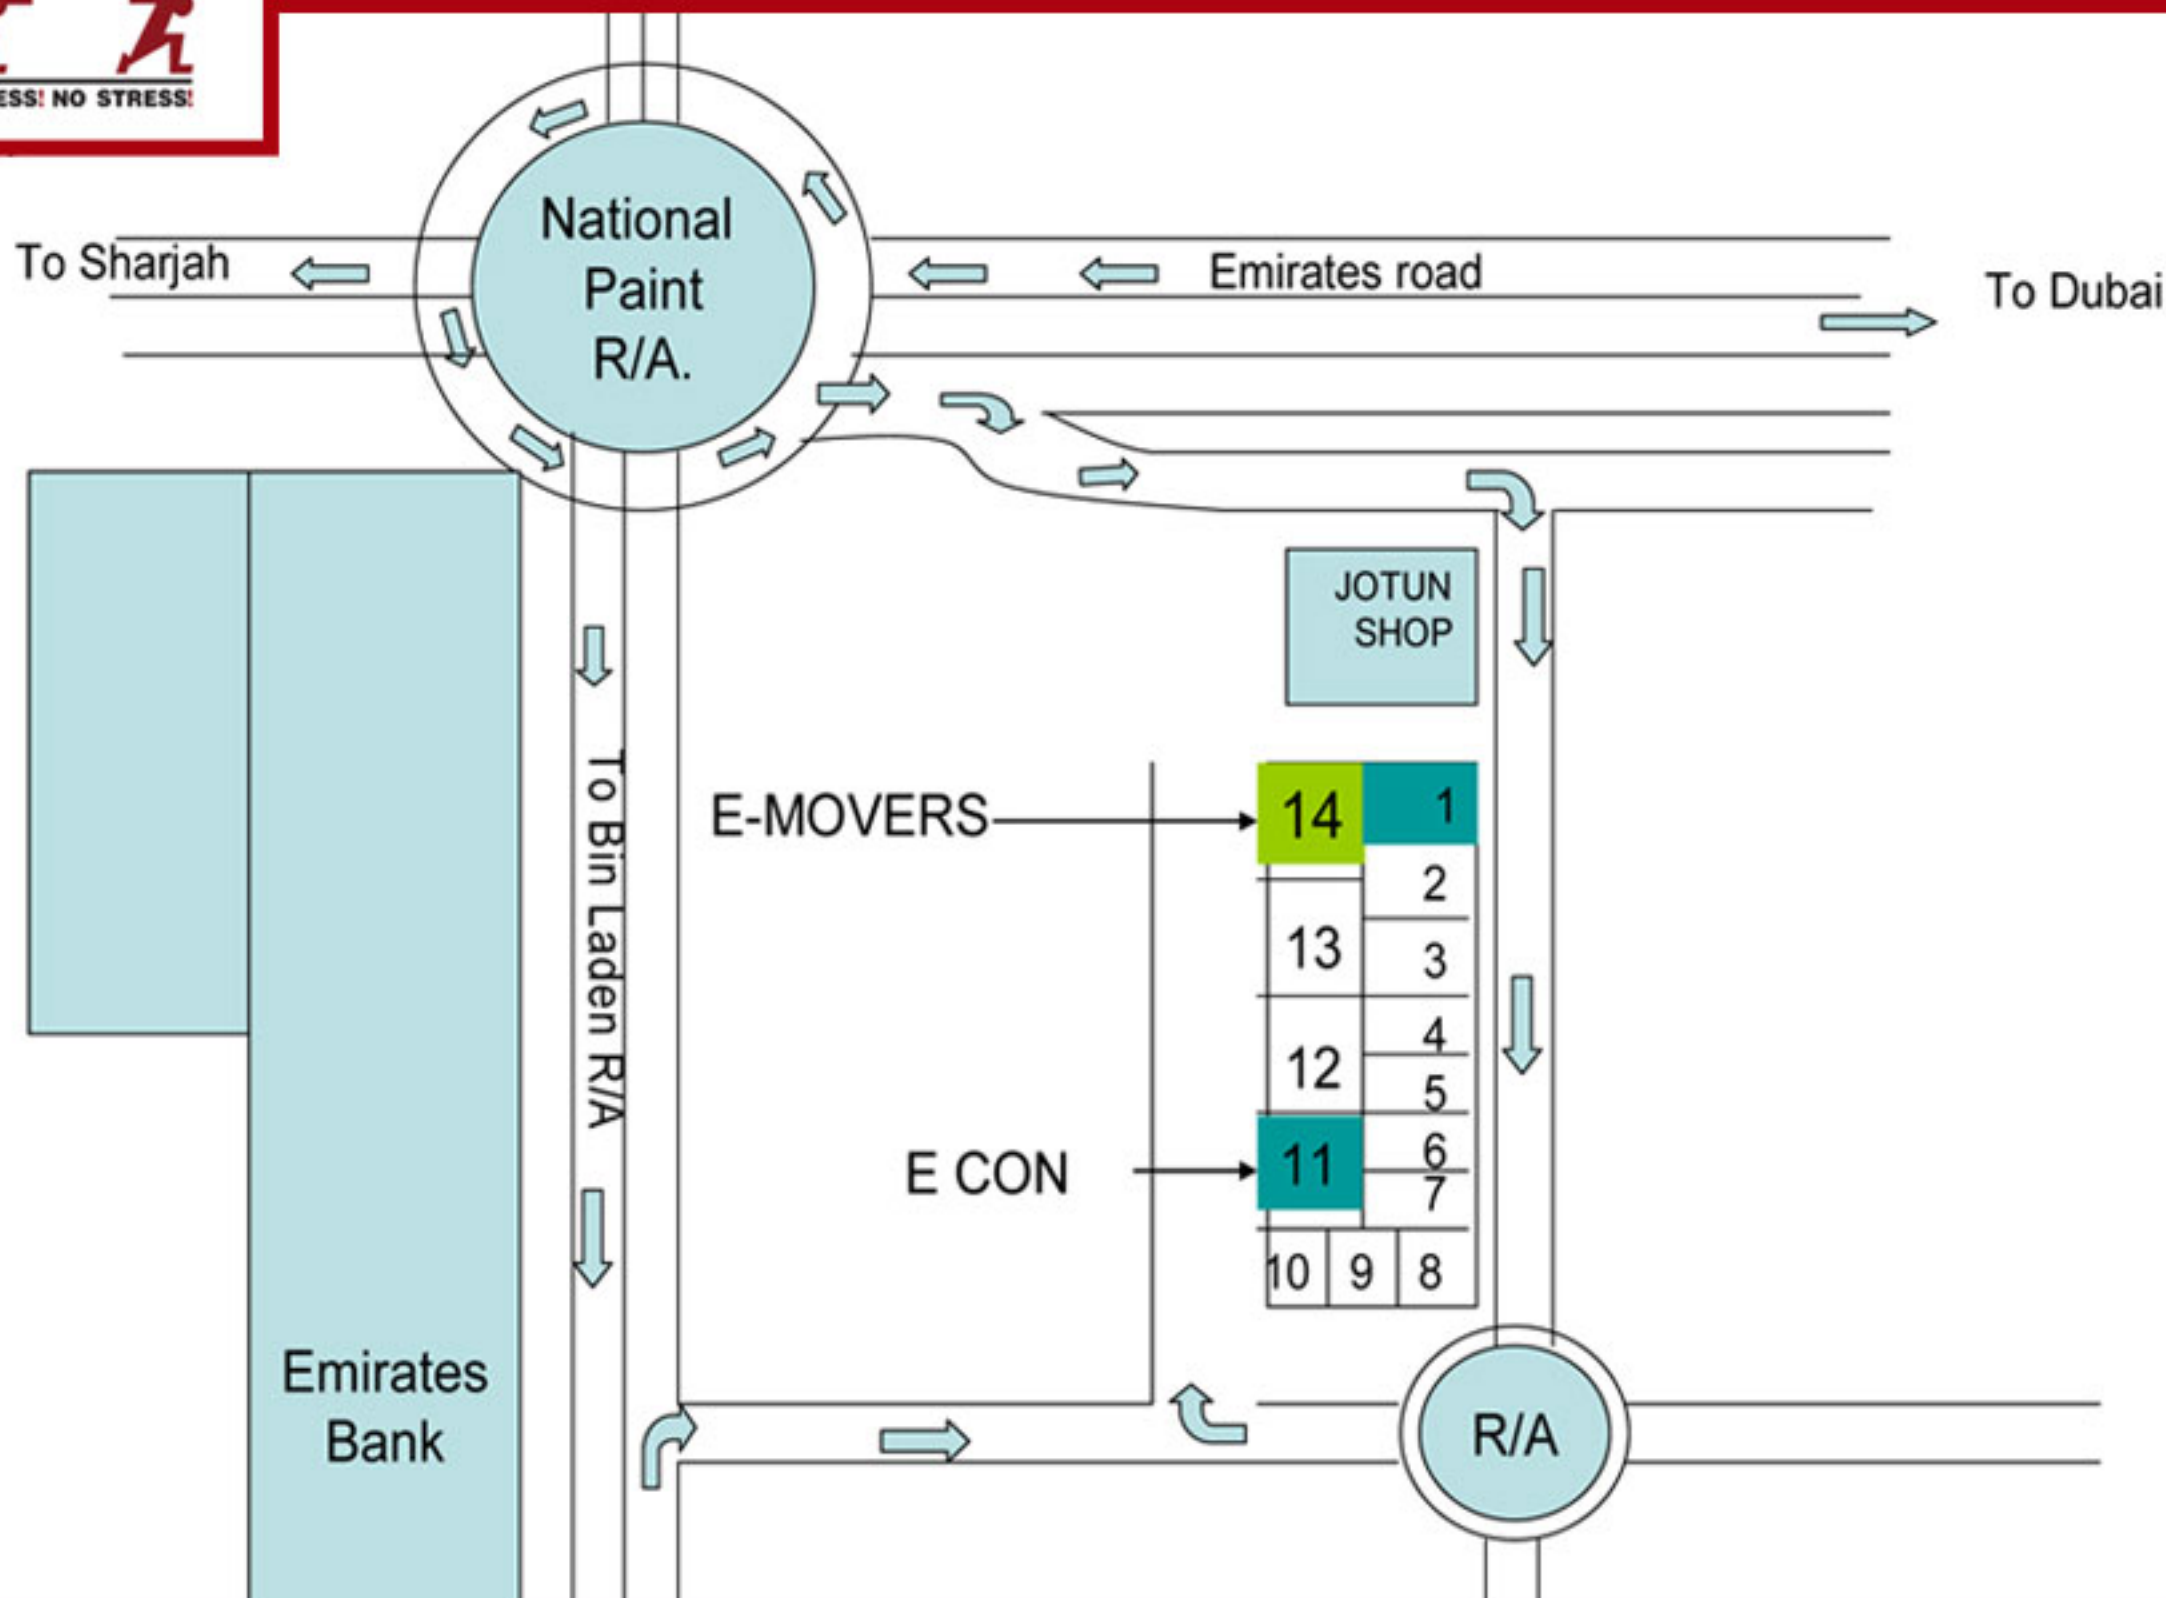 NO STRESS!
National
Paint
R/A.
To Sharjah
Emirates road
To Dubai
JOTUN
SHOP
To Bin Laden R/A
E-MOVERS
14
1
2
13
3
4
12
5
E CON
11
6
7
10
9
8
Emirates
Bank
R/A